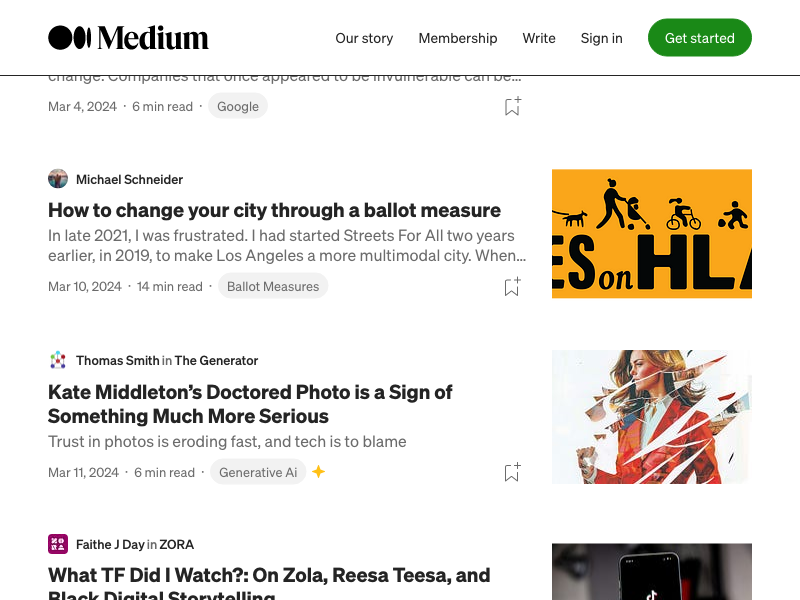 Medium
Our story
Membership
Write
Sign in
Get started
change. Companies that once appeared to be invulnerable can be…
Mar 4, 2024 · 6 min read · Google
Michael Schneider
How to change your city through a ballot measure
In late 2021, I was frustrated. I had started Streets For All two years
earlier, in 2019, to make Los Angeles a more multimodal city. When…
Mar 10, 2024 · 14 min read · Ballot Measures
ES on HLA
Thomas Smith in The Generator
Kate Middleton’s Doctored Photo is a Sign of
Something Much More Serious
Trust in photos is eroding fast, and tech is to blame
Mar 11, 2024 · 6 min read · Generative Ai
Faithe J Day in ZORA
What TF Did I Watch?: On Zola, Reesa Teesa, and
Black Digital Storytelling